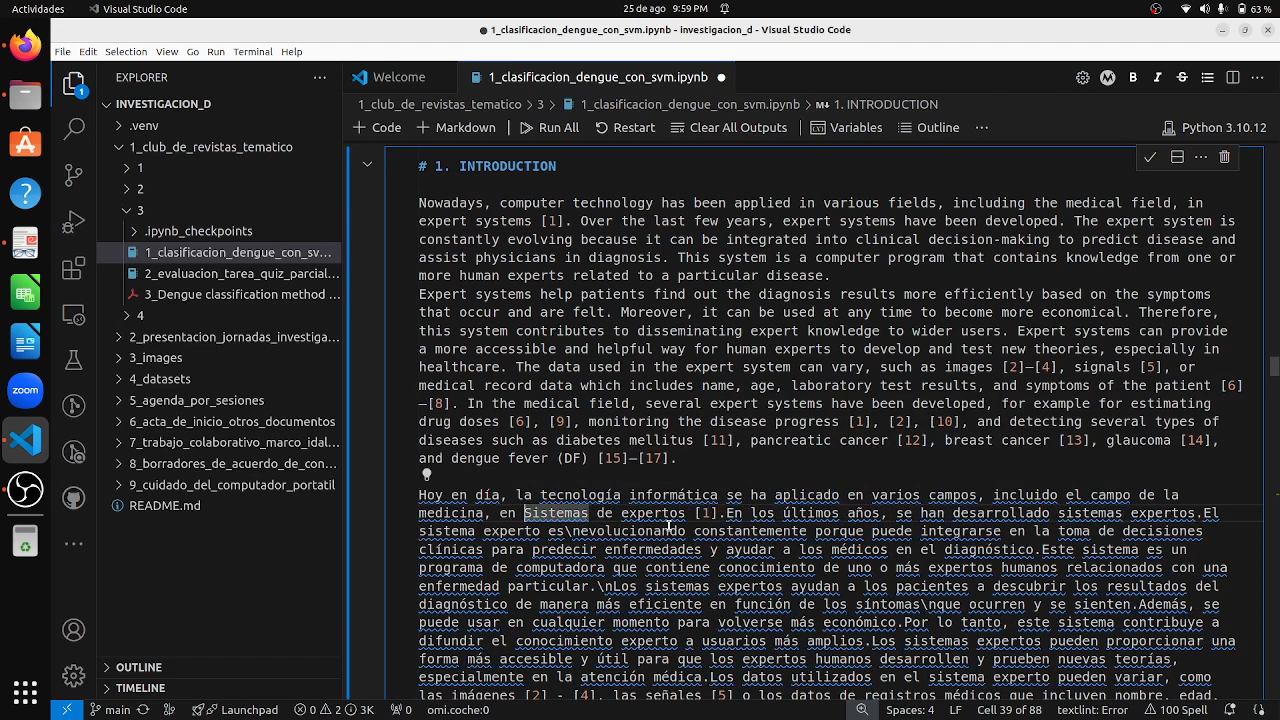 Actividades
Visual Studio Code
25 de ago 9:59 PM
63 %
1_clasificacion_dengue_con_svm.ipynb - investigacion_d - Visual Studio Code
File Edit Selection View Go Run Terminal Help
EXPLORER
Welcome
1_clasificacion_dengue_con_svm.ipynb
INVESTIGACION_D
.venv
1_club_de_revistas_tematico
1
2
3
.ipynb_checkpoints
1_clasificacion_dengue_con_sv...
2_evaluacion_tarea_quiz_parcial...
3_Dengue classification method ...
4
2_presentacion_jornadas_investiga...
3_images
4_datasets
5_agenda_por_sesiones
6_acta_de_inicio_otros_documentos
7_trabajo_colaborativo_marco_idal...
8_borradores_de_acuerdo_de_con...
9_cuidado_del_computador_portatil
README.md
OUTLINE
TIMELINE
1_club_de_revistas_tematico > 3 > 1_clasificacion_dengue_con_svm.ipynb > 1. INTRODUCTION
+ Code + Markdown Run All Restart Clear All Outputs Variables Outline ... Python 3.10.12
# 1. INTRODUCTION
Nowadays, computer technology has been applied in various fields, including the medical field, in
expert systems [1]. Over the last few years, expert systems have been developed. The expert system is
constantly evolving because it can be integrated into clinical decision-making to predict disease and
assist physicians in diagnosis. This system is a computer program that contains knowledge from one or
more human experts related to a particular disease.
Expert systems help patients find out the diagnosis results more efficiently based on the symptoms
that occur and are felt. Moreover, it can be used at any time to become more economical. Therefore,
this system contributes to disseminating expert knowledge to wider users. Expert systems can provide
a more accessible and helpful way for human experts to develop and test new theories, especially in
healthcare. The data used in the expert system can vary, such as images [2]–[4], signals [5], or
medical record data which includes name, age, laboratory test results, and symptoms of the patient [6]
–[8]. In the medical field, several expert systems have been developed, for example for estimating
drug doses [6], [9], monitoring the disease progress [1], [2], [10], and detecting several types of
diseases such as diabetes mellitus [11], pancreatic cancer [12], breast cancer [13], glaucoma [14],
and dengue fever (DF) [15]–[17].
Hoy en día, la tecnología informática se ha aplicado en varios campos, incluido el campo de la
medicina, en Sistemas de expertos [1].En los últimos años, se han desarrollado sistemas expertos.El
sistema experto es\nevolucionando constantemente porque puede integrarse en la toma de decisiones
clínicas para predecir enfermedades y ayudar a los médicos en el diagnóstico.Este sistema es un
programa de computadora que contiene conocimiento de uno o más expertos humanos relacionados con una
enfermedad particular.\nLos sistemas expertos ayudan a los pacientes a descubrir los resultados del
diagnóstico de manera más eficiente en función de los síntomas\nque ocurren y se sienten.Además, se
puede usar en cualquier momento para volverse más económico.Por lo tanto, este sistema contribuye a
difundir el conocimiento experto a usuarios más amplios.Los sistemas expertos pueden proporcionar una
forma más accesible y útil para que los expertos humanos desarrollen y prueben nuevas teorías,
especialmente en la atención médica.Los datos utilizados en el sistema experto pueden variar, como
las imágenes [2] - [4], las señales [5] o los datos de registros médicos que incluyen nombre, edad,
zoom
main Launchpad 0 2 3K 0 omi.coche:0 Spaces: 4 LF Cell 39 of 88 textlint: Error 100 Spell